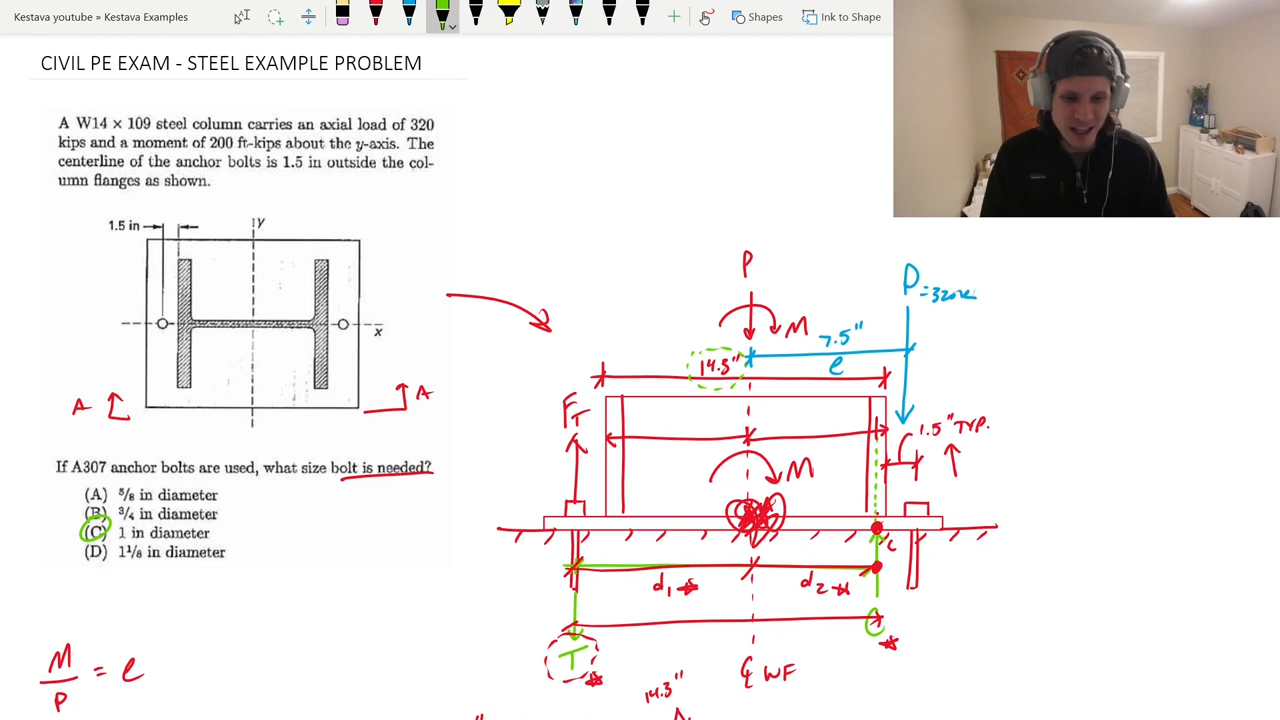 Kestava youtube » Kestava Examples
Shapes
Ink to Shape
CIVIL PE EXAM - STEEL EXAMPLE PROBLEM
A W14 × 109 steel column carries an axial load of 320
kips and a moment of 200 ft-kips about the y-axis. The
centerline of the anchor bolts is 1.5 in outside the col-
umn flanges as shown.
1.5 in
y
x
A
A
If A307 anchor bolts are used, what size bolt is needed?
(A) 5/8 in diameter
(B) 3/4 in diameter
(C) 1 in diameter
(D) 1 1/8 in diameter
M/P = e
P
M
P = 320k
7.5"
e
14.3"
FT
1.5" TYP.
M
c
d1
d2
T
C
℄ WF
14.3"